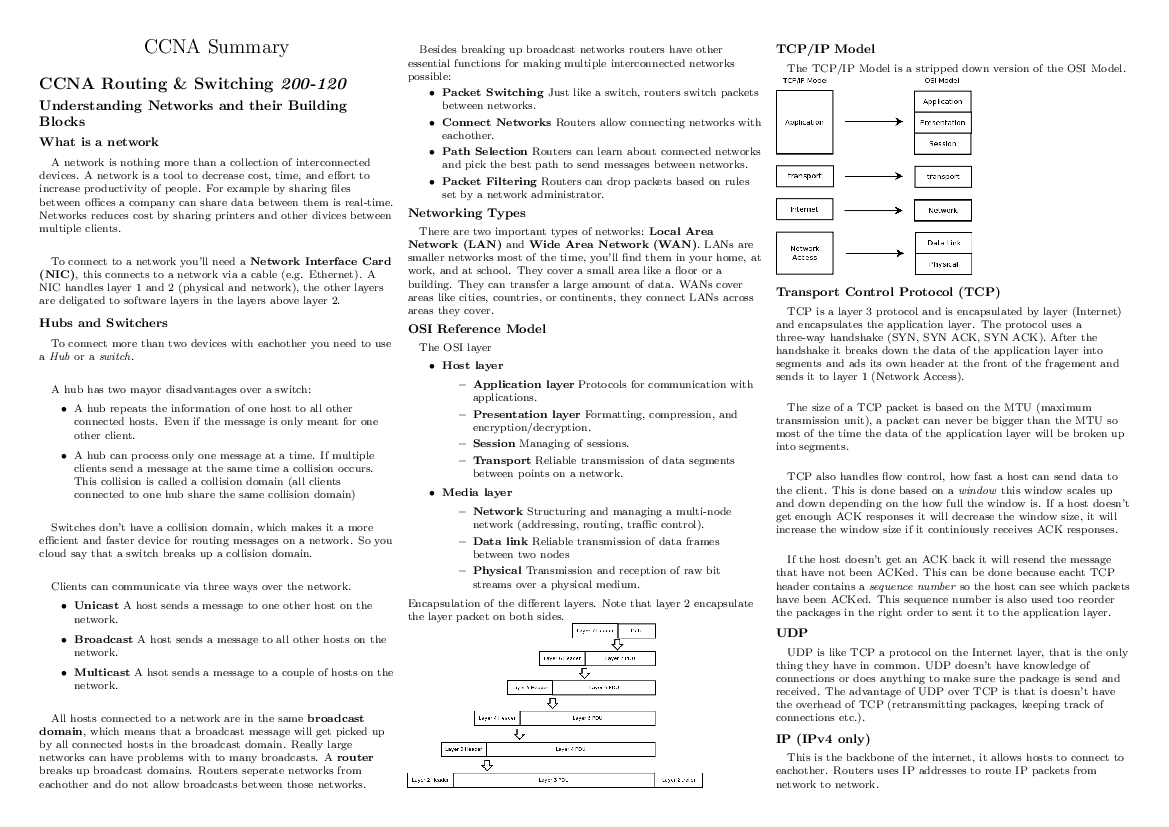 CCNA Summary
CCNA Routing & Switching 200-120
Understanding Networks and their Building
Blocks
What is a network
A network is nothing more than a collection of interconnected
devices. A network is a tool to decrease cost, time, and effort to
increase productivity of people. For example by sharing files
between offices a company can share data between them is real-time.
Networks reduces cost by sharing printers and other divices between
multiple clients.
To connect to a network you'll need a Network Interface Card
(NIC), this connects to a network via a cable (e.g. Ethernet). A
NIC handles layer 1 and 2 (physical and network), the other layers
are deligated to software layers in the layers above layer 2.
Hubs and Switchers
To connect more than two devices with eachother you need to use
a Hub or a switch.
A hub has two mayor disadvantages over a switch:
• A hub repeats the information of one host to all other
connected hosts. Even if the message is only meant for one
other client.
• A hub can process only one message at a time. If multiple
clients send a message at the same time a collision occurs.
This collision is called a collision domain (all clients
connected to one hub share the same collision domain)
Switches don't have a collision domain, which makes it a more
efficient and faster device for routing messages on a network. So you
cloud say that a switch breaks up a collision domain.
Clients can communicate via three ways over the network.
• Unicast A host sends a message to one other host on the
network.
• Broadcast A host sends a message to all other hosts on the
network.
• Multicast A hsot sends a message to a couple of hosts on the
network.
All hosts connected to a network are in the same broadcast
domain, which means that a broadcast message will get picked up
by all connected hosts in the broadcast domain. Really large
networks can have problems with to many broadcasts. A router
breaks up broadcast domains. Routers seperate networks from
eachother and do not allow broadcasts between those networks.
Besides breaking up broadcast networks routers have other
essential functions for making multiple interconnected networks
possible:
• Packet Switching Just like a switch, routers switch packets
between networks.
• Connect Networks Routers allow connecting networks with
eachother.
• Path Selection Routers can learn about connected networks
and pick the best path to send messages between networks.
• Packet Filtering Routers can drop packets based on rules
set by a network administrator.
Networking Types
There are two important types of networks: Local Area
Network (LAN) and Wide Area Network (WAN). LANs are
smaller networks most of the time, you'll find them in your home, at
work, and at school. They cover a small area like a floor or a
building. They can transfer a large amount of data. WANs cover
areas like cities, countries, or continents, they connect LANs across
areas they cover.
OSI Reference Model
The OSI layer
• Host layer
– Application layer Protocols for communication with
applications.
– Presentation layer Formatting, compression, and
encryption/decryption.
– Session Managing of sessions.
– Transport Reliable transmission of data segments
between points on a network.
• Media layer
– Network Structuring and managing a multi-node
network (addressing, routing, traffic control).
– Data link Reliable transmission of data frames
between two nodes
– Physical Transmission and reception of raw bit
streams over a physical medium.
Encapsulation of the different layers. Note that layer 2 encapsulate
the layer packet on both sides.
Layer 7 Header Data
Layer 6 Header Layer 7 PDU
Layer 5 Header Layer 6 PDU
Layer 4 Header Layer 5 PDU
Layer 3 Header Layer 4 PDU
Layer 2 Header Layer 3 PDU Layer 2 trailer
TCP/IP Model
The TCP/IP Model is a stripped down version of the OSI Model.
TCP/IP Model OSI Model
Application
Application
Presentation
Session
transport transport
Internet Network
Network
Access
Data Link
Physical
Transport Control Protocol (TCP)
TCP is a layer 3 protocol and is encapsulated by layer (Internet)
and encapsulates the application layer. The protocol uses a
three-way handshake (SYN, SYN ACK, SYN ACK). After the
handshake it breaks down the data of the application layer into
segments and ads its own header at the front of the fragement and
sends it to layer 1 (Network Access).
The size of a TCP packet is based on the MTU (maximum
transmission unit), a packet can never be bigger than the MTU so
most of the time the data of the application layer will be broken up
into segments.
TCP also handles flow control, how fast a host can send data to
the client. This is done based on a window this window scales up
and down depending on the how full the window is. If a host doesn't
get enough ACK responses it will decrease the window size, it will
increase the window size if it continiously receives ACK responses.
If the host doesn't get an ACK back it will resend the message
that have not been ACKed. This can be done because eacht TCP
header contains a sequence number so the host can see which packets
have been ACKed. This sequence number is also used too reorder
the packages in the right order to sent it to the application layer.
UDP
UDP is like TCP a protocol on the Internet layer, that is the only
thing they have in common. UDP doesn't have knowledge of
connections or does anything to make sure the package is send and
received. The advantage of UDP over TCP is that is doesn't have
the overhead of TCP (retransmitting packages, keeping track of
connections etc.).
IP (IPv4 only)
This is the backbone of the internet, it allows hosts to connect to
eachother. Routers uses IP addresses to route IP packets from
network to network.